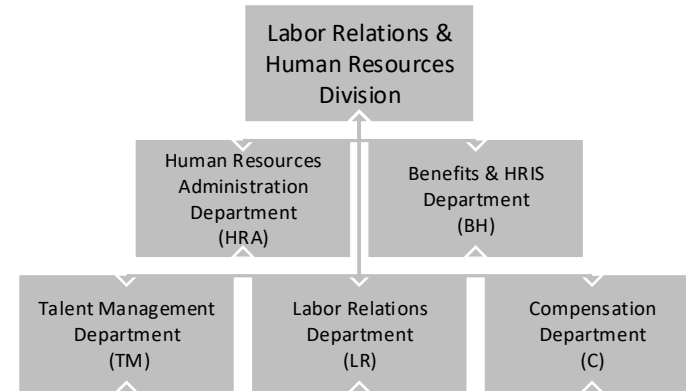 Labor Relations &
Human Resources
Division
Human Resources
Administration
Department
(HRA)
Benefits & HRIS
Department
(BH)
Talent Management
Department
(TM)
Labor Relations
Department
(LR)
Compensation
Department
(C)